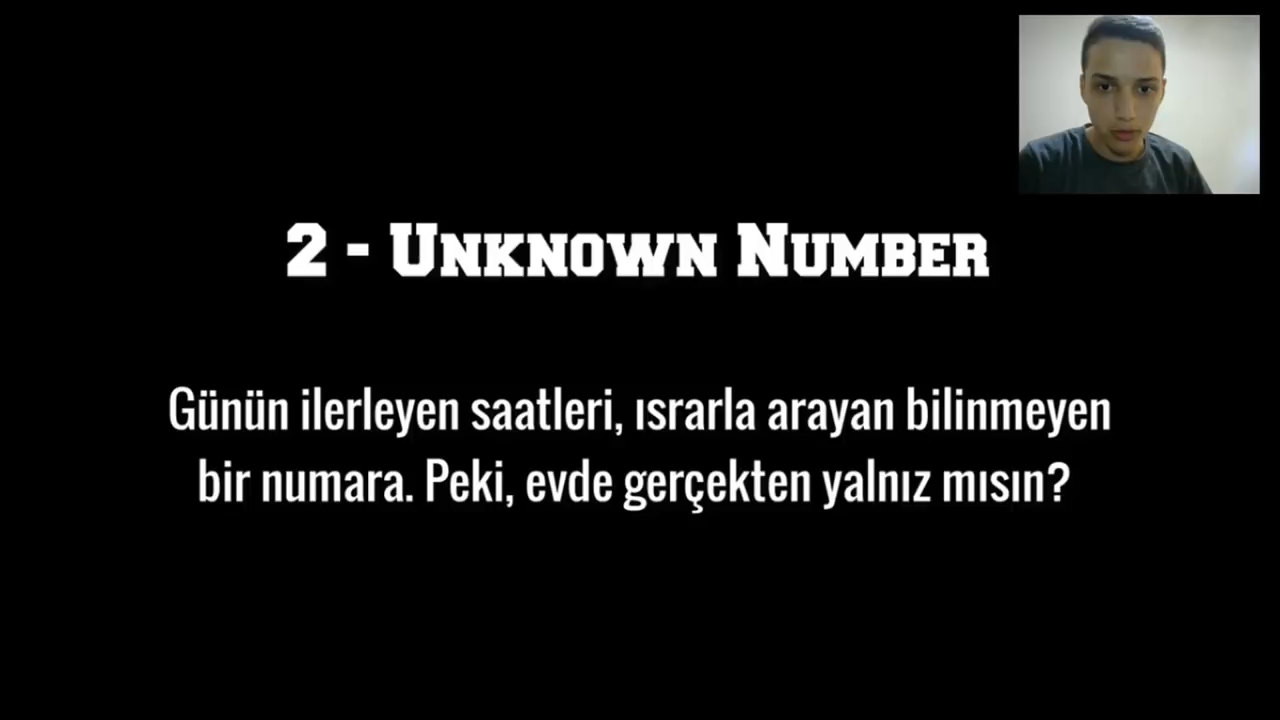 2 - Unknown Number
Günün ilerleyen saatleri, ısrarla arayan bilinmeyen
bir numara. Peki, evde gerçekten yalnız mısın?